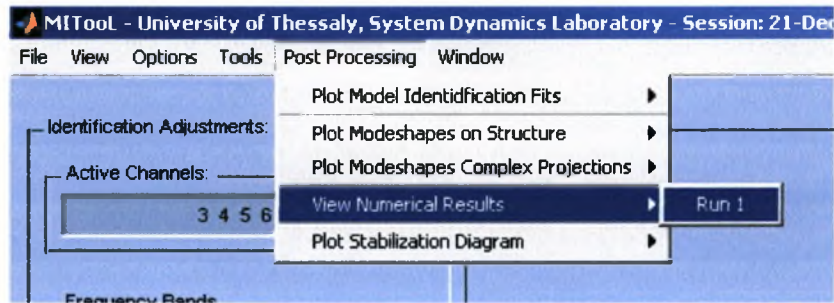 MITooL - University of Thessaly, System Dynamics Laboratory - Session: 21-Dec
File View Options Tools Post Processing Window
Plot Model Identidfication Fits
Identification Adjustments:
Plot Modeshapes on Structure
Active Channels:
Plot Modeshapes Complex Projections
3 4 5 6
View Numerical Results
Run 1
Plot Stabilization Diagram
Frequency Bands